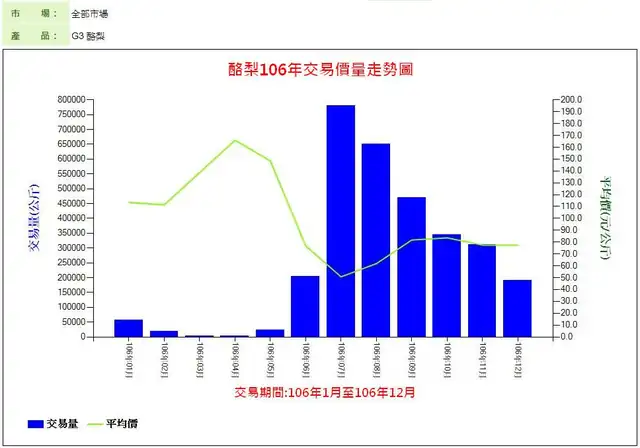 市 場： 全部市場
產 品： G3 酪梨
酪梨106年交易價量走勢圖
交易量(公斤)
800000
750000
700000
650000
600000
550000
500000
450000
400000
350000
300000
250000
200000
150000
100000
50000
0
200.0
190.0
180.0
170.0
160.0
150.0
140.0
130.0
120.0
110.0
100.0
90.0
80.0
70.0
60.0
50.0
40.0
30.0
20.0
10.0
0.0
平均價(元/公斤)
106年01月
106年02月
106年03月
106年04月
106年05月
106年06月
106年07月
106年08月
106年09月
106年10月
106年11月
106年12月
交易期間:106年1月至106年12月
交易量 平均價